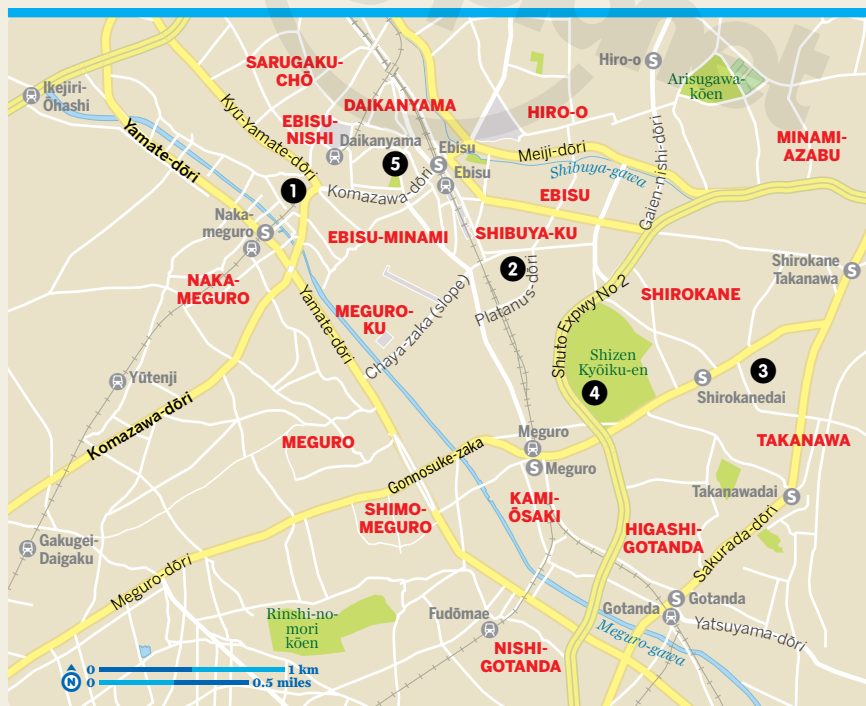 SARUGAKU-
CHŌ
Hiro-o
S
Arisugawa-
kōen
Ikejiri-
Ōhashi
Kyū-Yamate-dōri
DAIKANYAMA
HIRO-O
EBISU-
NISHI
Yamate-dōri
Daikanyama
5
Ebisu
S
Meiji-dōri
Shibuya-gawa
MINAMI-
AZABU
Ebisu
1
Komazawa-dōri
EBISU
Gaien-nishi-dōri
Naka-
meguro
S
EBISU-MINAMI
SHIBUYA-KU
2
Shirokane
Takanawa
S
NAKA-
MEGURO
Platanus-dōri
SHIROKANE
Yamate-dōri
MEGURO-
KU
Chaya-zaka (slope)
Shuto Expwy No 2
Shizen
Kyōiku-en
4
3
S
Shirokanedai
Yūtenji
Komazawa-dōri
MEGURO
Gonnosuke-zaka
Meguro
S
Meguro
TAKANAWA
SHIMO-
MEGURO
KAMI-
ŌSAKI
Takanawadai
S
HIGASHI-
GOTANDA
Sakurada-dōri
Gakugei-
Daigaku
Meguro-dōri
Rinshi-no-
mori
kōen
Fudōmae
S
Gotanda
Gotanda
Meguro-gawa
Yatsuyama-dōri
NISHI-
GOTANDA
N
0
1 km
0
0.5 miles